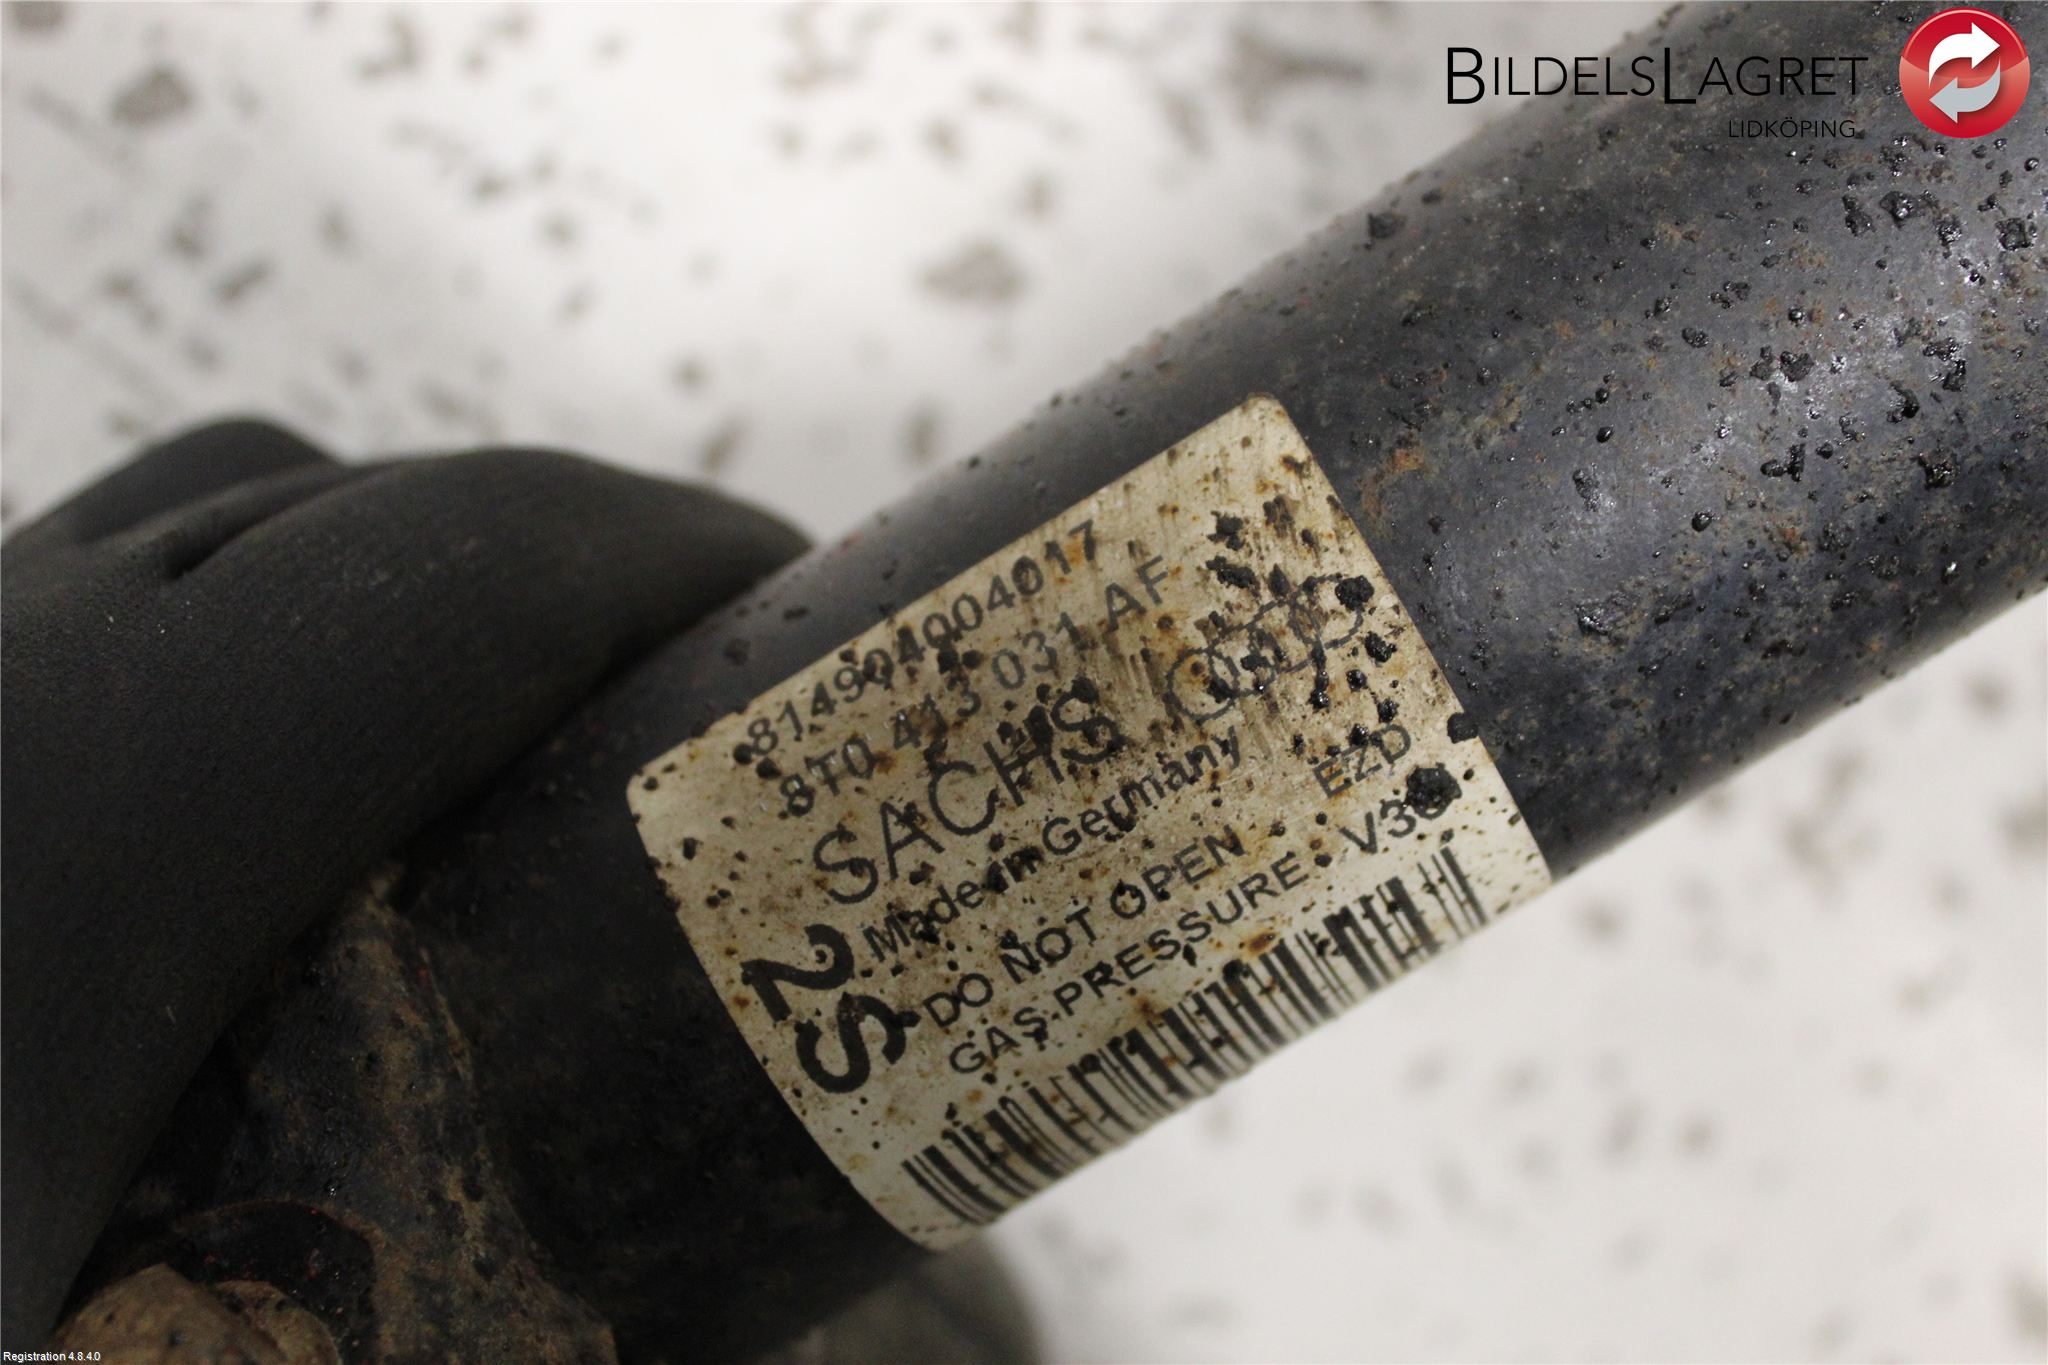 BILDELSLAGRET
LIDKÖPING
814904004017
8T0 413 031 AF
SACHS
Made in Germany
EZD
DO NOT OPEN
GAS-PRESSURE
2S
Registration 4.8.4.0